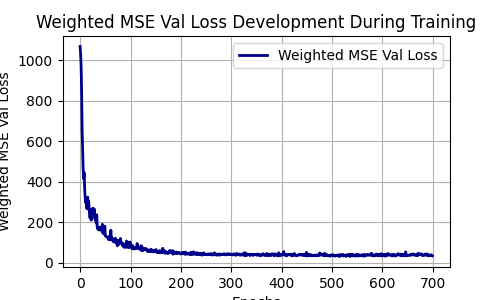 Weighted MSE Val Loss Development During Training
Weighted MSE Val Loss
Weighted MSE Val Loss
1000
800
600
400
200
0
0 100 200 300 400 500 600 700
Epochs